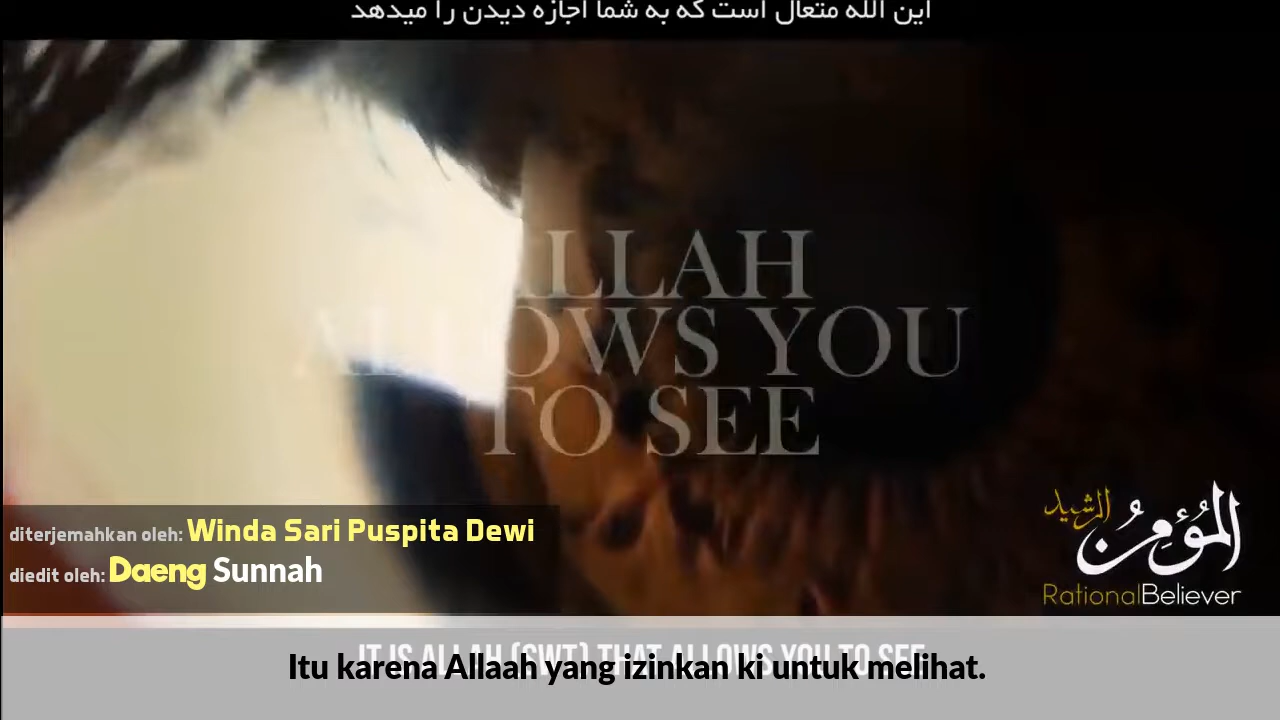 این الله متعال است که به شما اجازه دیدن را میدهد
ALLAH
ALLOWS YOU
TO SEE
diterjemahkan oleh: Winda Sari Puspita Dewi
diedit oleh: Daeng Sunnah
المؤمن الرشيد
RationalBeliever
IT IS ALLAH (SWT) THAT ALLOWS YOU TO SEE
Itu karena Allaah yang izinkan ki untuk melihat.